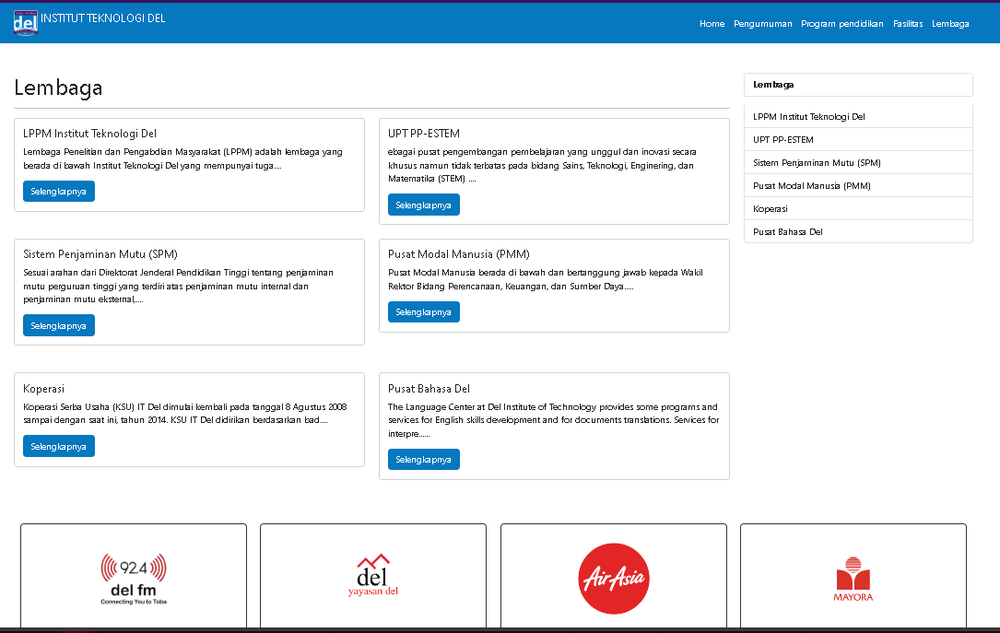 del INSTITUT TEKNOLOGI DEL
Home Pengumuman Program pendidikan Fasilitas Lembaga
Lembaga
LPPM Institut Teknologi Del
Lembaga Penelitian dan Pengabdian Masyarakat (LPPM) adalah lembaga yang
berada di bawah Institut Teknologi Del yang mempunyai tuga....
Selengkapnya
UPT PP-ESTEM
ebagai pusat pengembangan pembelajaran yang unggul dan inovasi secara
khusus namun tidak terbatas pada bidang Sains, Teknologi, Enginering, dan
Matematika (STEM) ....
Selengkapnya
Sistem Penjaminan Mutu (SPM)
Sesuai arahan dari Direktorat Jenderal Pendidikan Tinggi tentang penjaminan
mutu perguruan tinggi yang terdiri atas penjaminan mutu internal dan
penjaminan mutu eksternal,....
Selengkapnya
Pusat Modal Manusia (PMM)
Pusat Modal Manusia berada di bawah dan bertanggung jawab kepada Wakil
Rektor Bidang Perencanaan, Keuangan, dan Sumber Daya.....
Selengkapnya
Koperasi
Koperasi Serba Usaha (KSU) IT Del dimulai kembali pada tanggal 8 Agustus 2008
sampai dengan saat ini, tahun 2014. KSU IT Del didirikan berdasarkan bad....
Selengkapnya
Pusat Bahasa Del
The Language Center at Del Institute of Technology provides some programs and
services for English skills development and for documents translations. Services for
interpre......
Selengkapnya
Lembaga
LPPM Institut Teknologi Del
UPT PP-ESTEM
Sistem Penjaminan Mutu (SPM)
Pusat Modal Manusia (PMM)
Koperasi
Pusat Bahasa Del
92.4
del fm
Connecting You to Toba
del
yayasan del
AirAsia
MAYORA